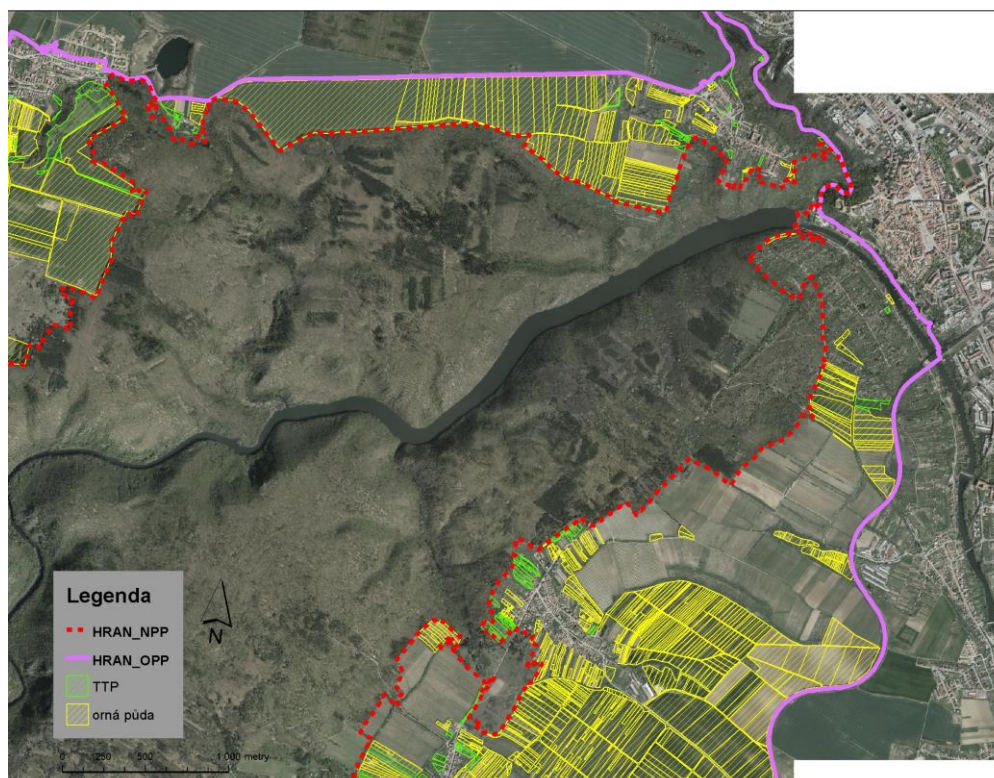 Legenda
HRAN_NPP
HRAN_OPP
TTP
orná půda
N
0 250 500 1 000 metry